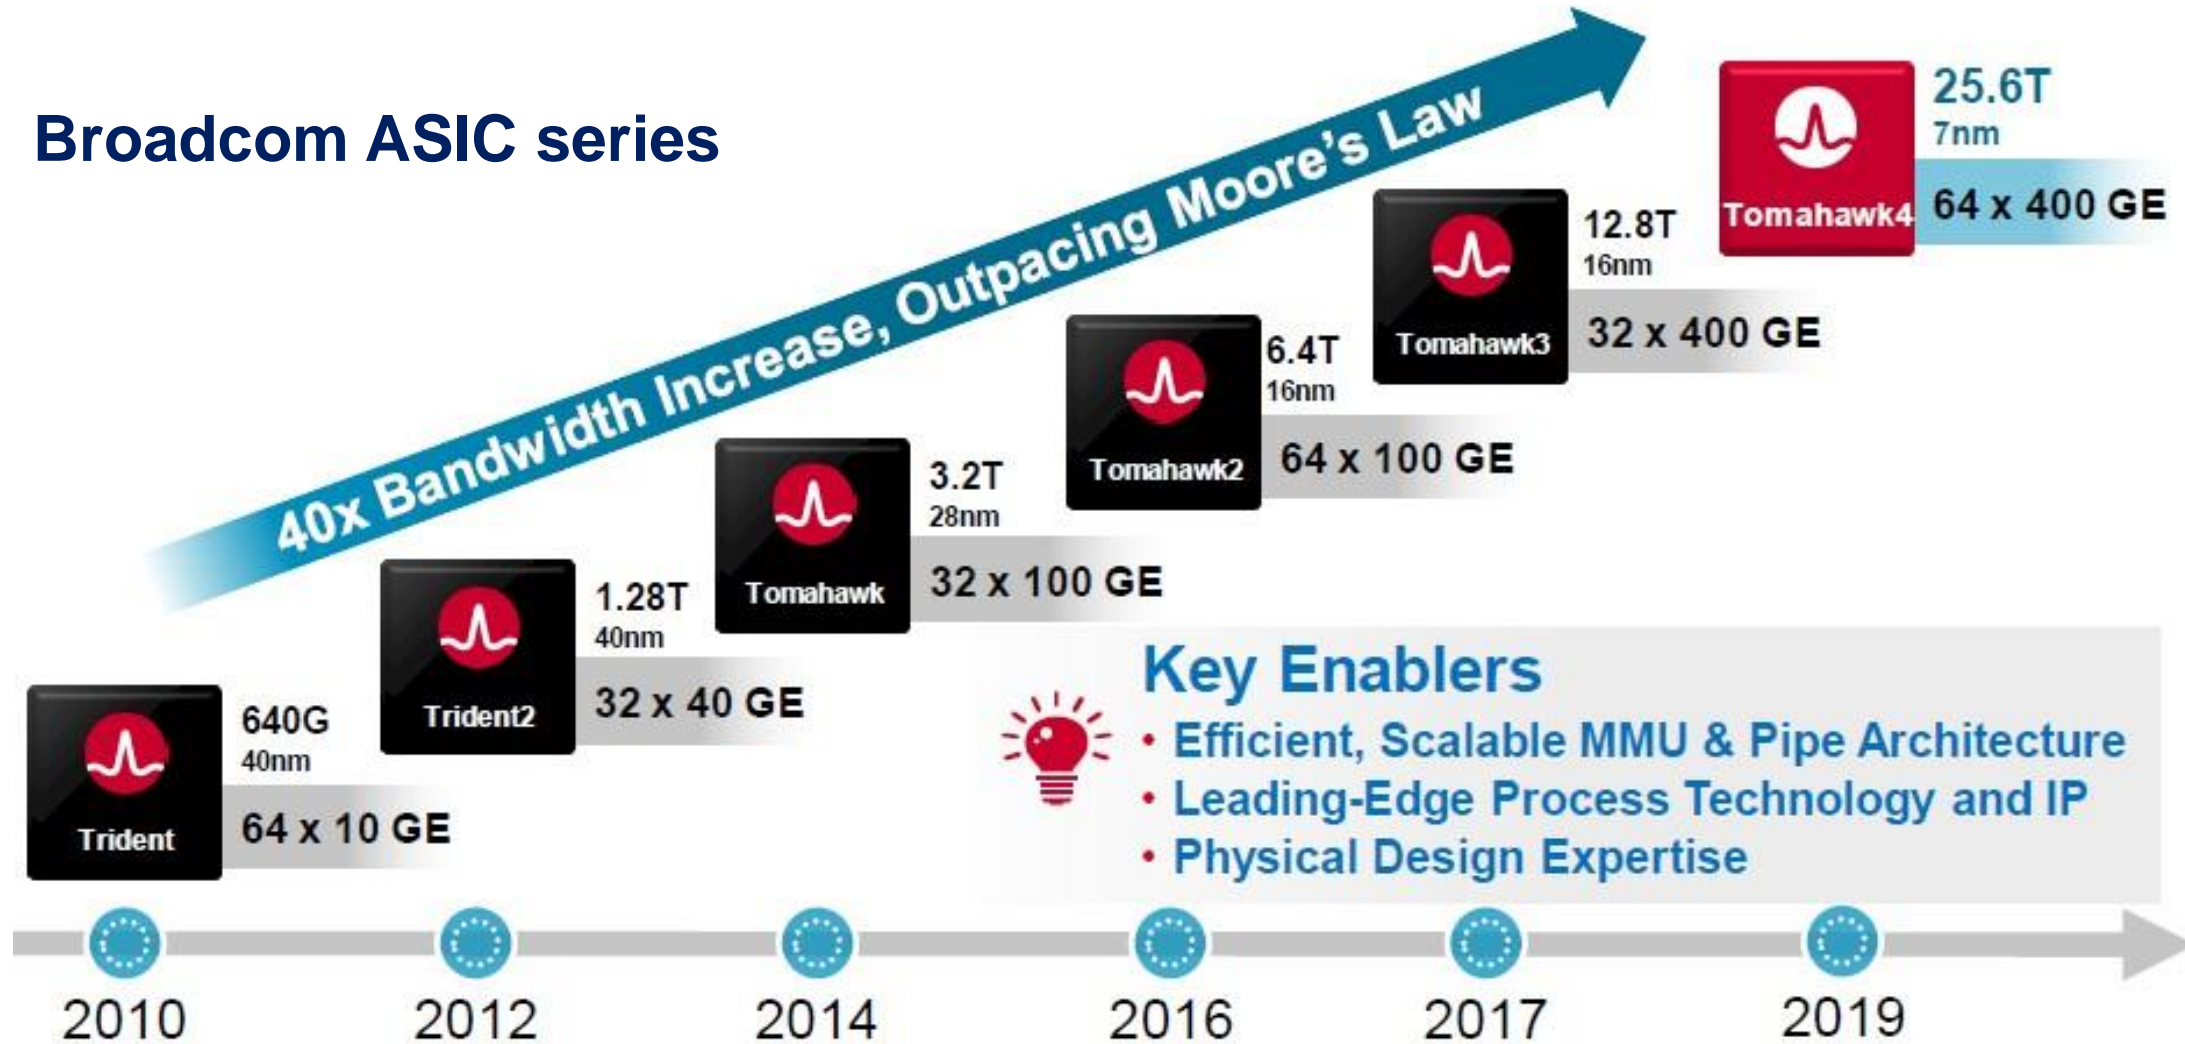 Broadcom ASIC series
40x Bandwidth Increase, Outpacing Moore's Law
Trident
640G
40nm
64 x 10 GE
Trident2
1.28T
40nm
32 x 40 GE
Tomahawk
3.2T
28nm
32 x 100 GE
Tomahawk2
6.4T
16nm
64 x 100 GE
Tomahawk3
12.8T
16nm
32 x 400 GE
Tomahawk4
25.6T
7nm
64 x 400 GE
Key Enablers
• Efficient, Scalable MMU & Pipe Architecture
• Leading-Edge Process Technology and IP
• Physical Design Expertise
2010
2012
2014
2016
2017
2019